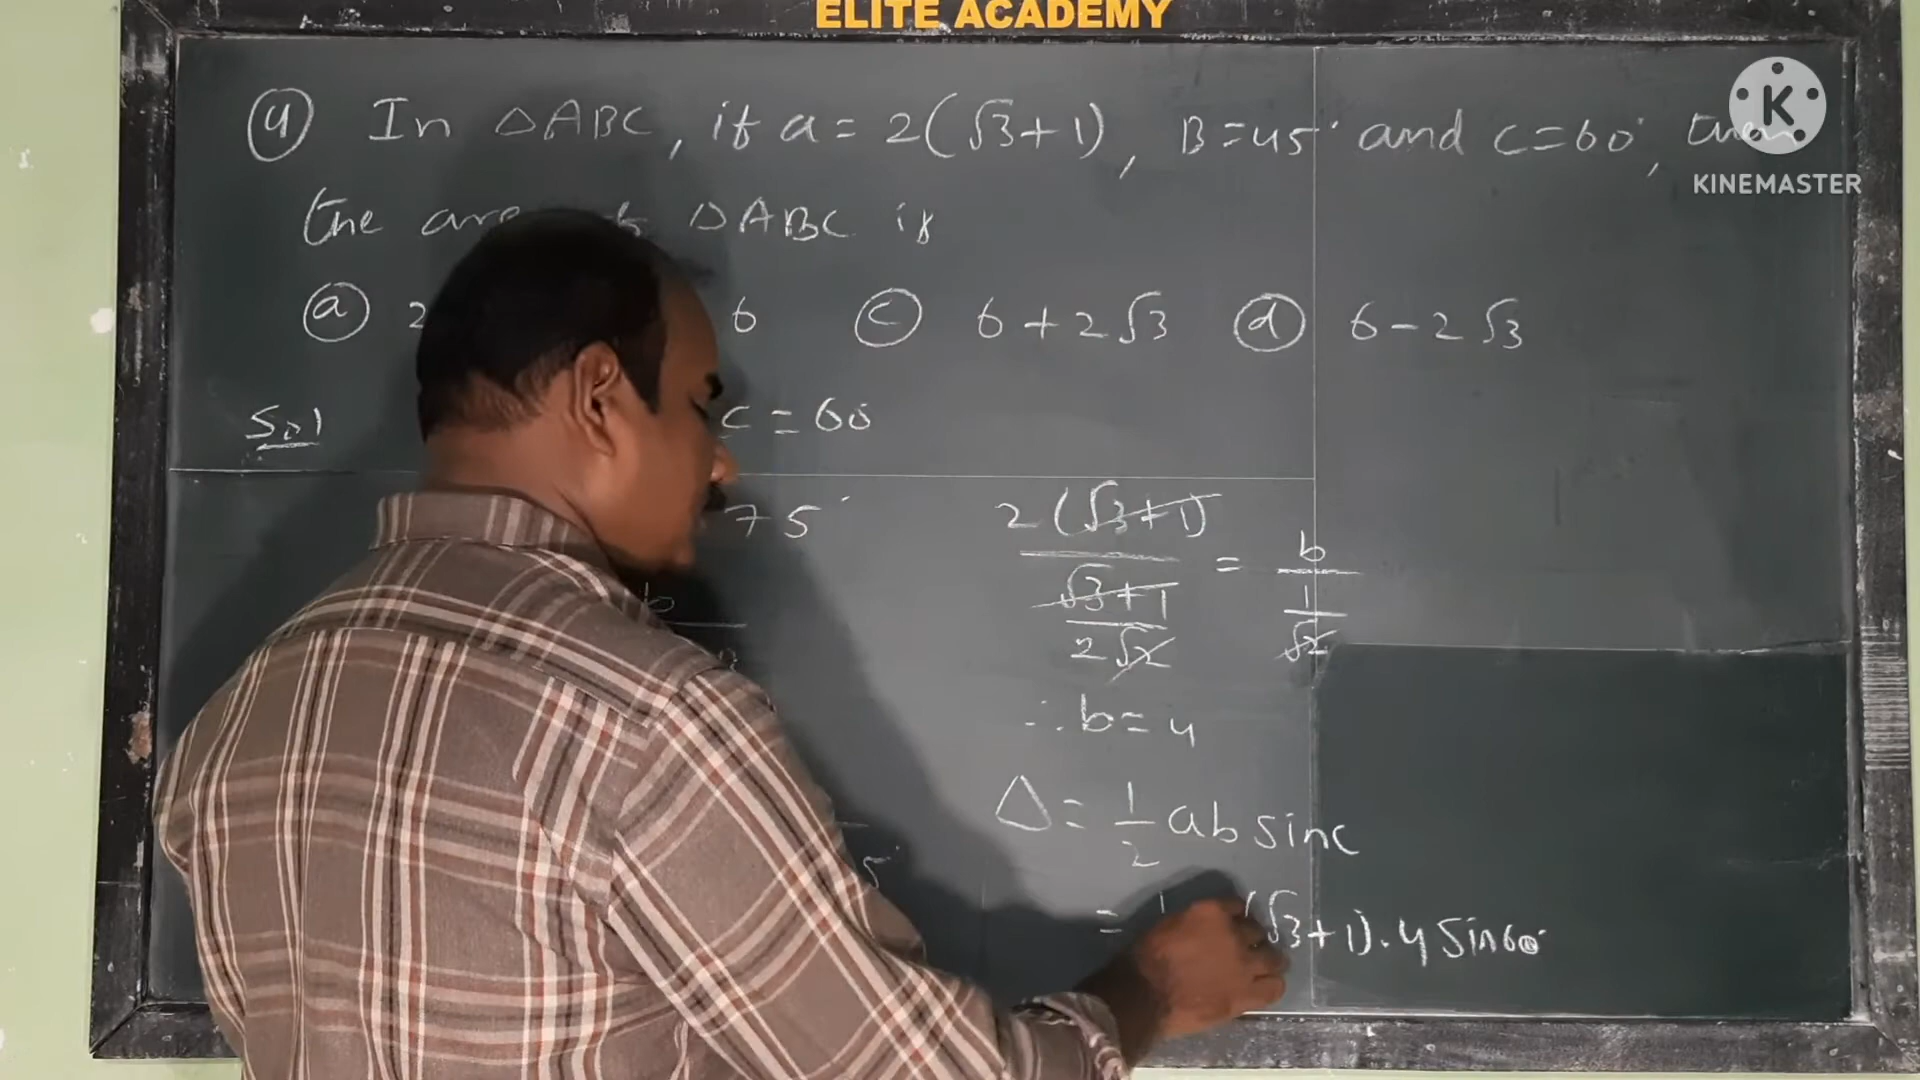 ELITE ACADEMY
④ In △ABC, if a = 2(√3+1), B=45° and C=60°,
KINEMASTER
the △ABC is
ⓐ 2 6 ⓒ 6+2√3 ⓓ 6-2√3
Sol C=60
75°
2(√3+1) / ((√3+1)/(2√2)) = b / (1/√2)
∴ b=4
△ = 1/2 ab sinc
= (√3+1).4 Sin60°